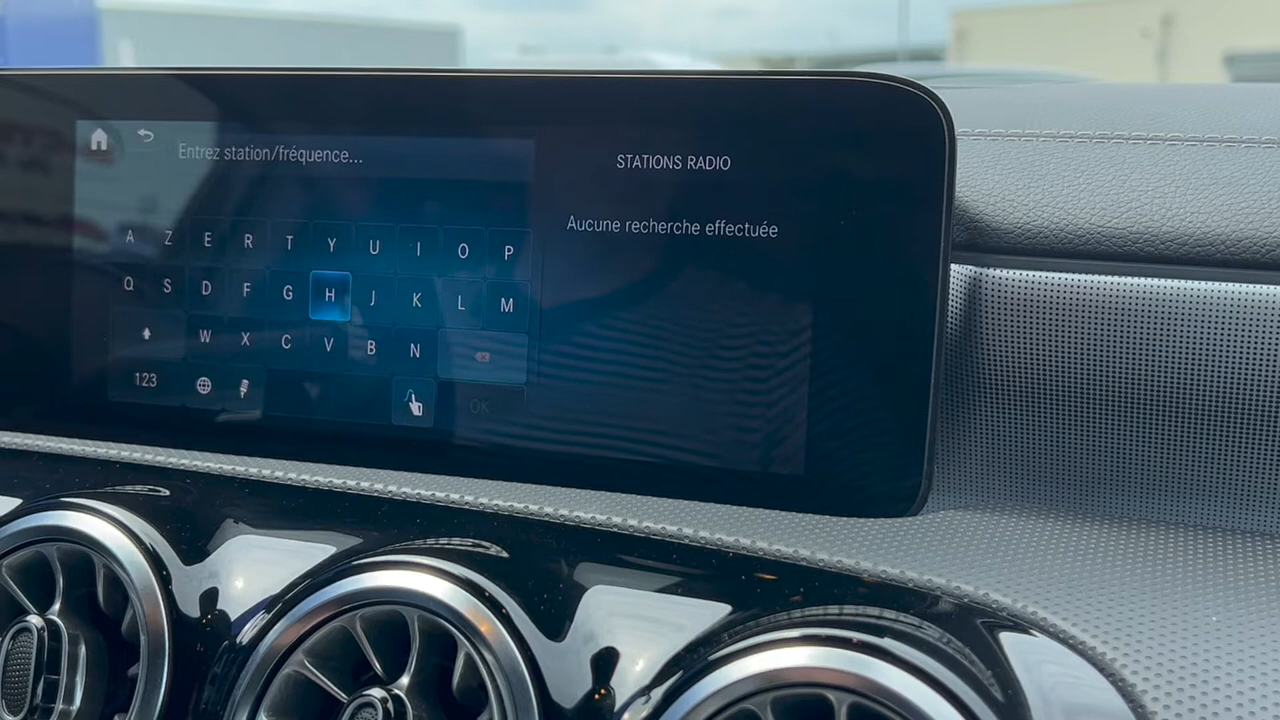 Entrez station/fréquence...
STATIONS RADIO
Aucune recherche effectuée
A Z E R T Y U I O P
Q S D F G H J K L M
W X C V B N
123
OK